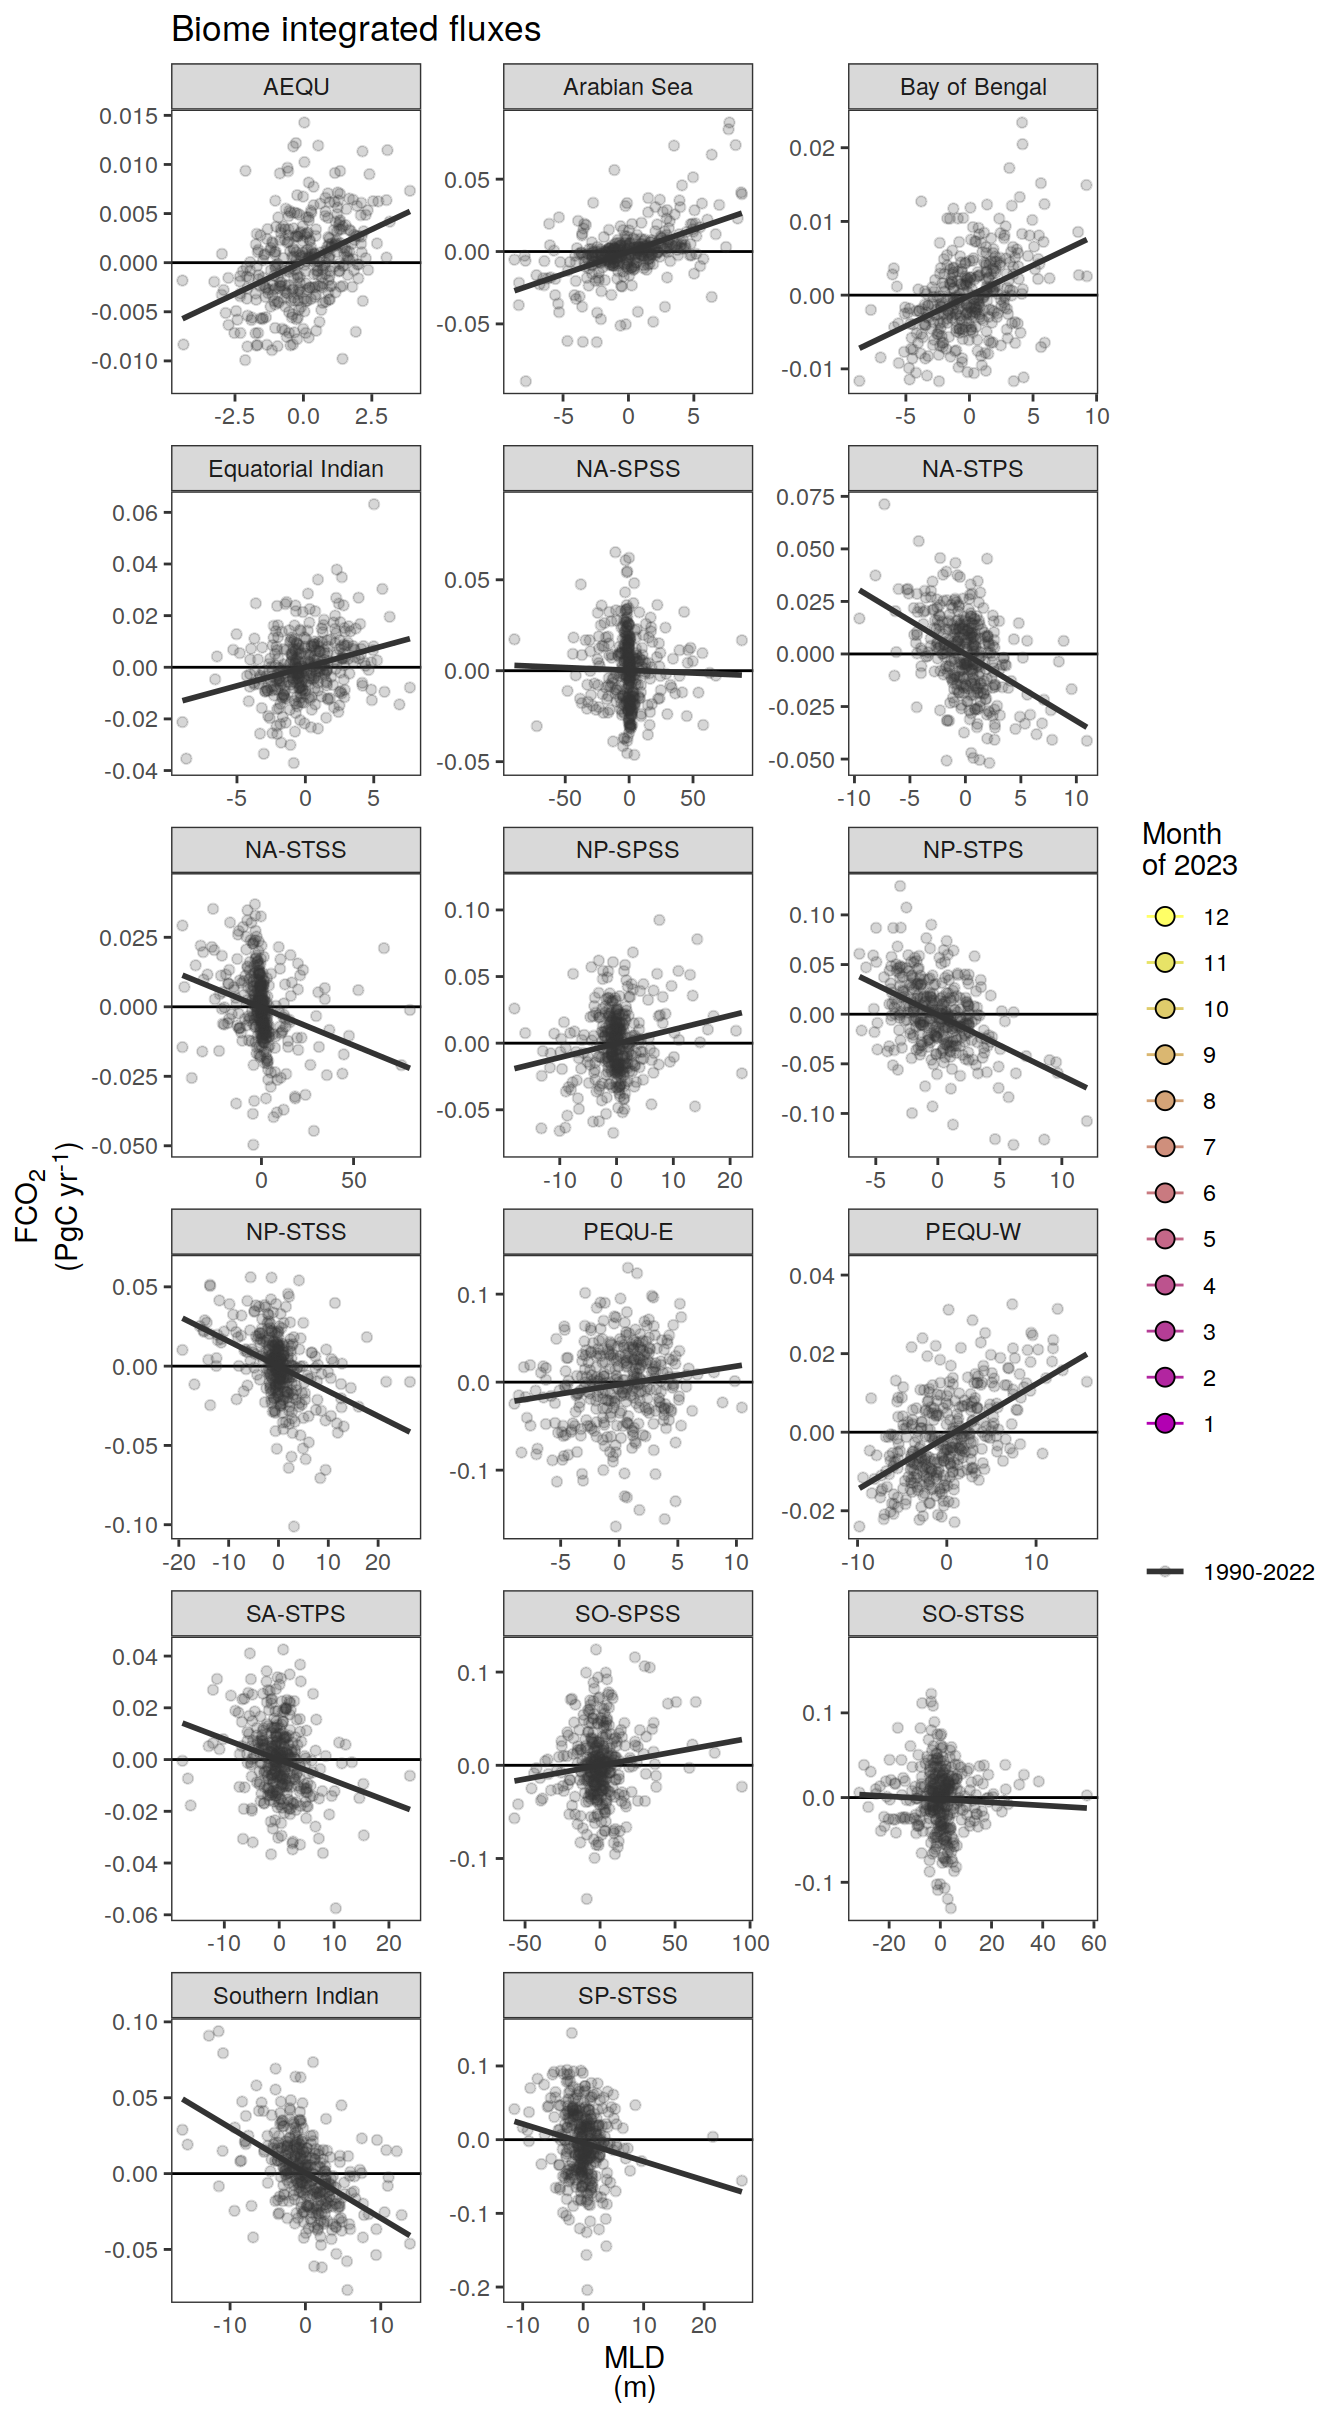 Biome integrated fluxes
AEQU
Arabian Sea
Bay of Bengal
0.015
0.010
0.005
0.000
-0.005
-0.010
0.05
0.00
-0.05
0.02
0.01
0.00
-0.01
-2.5 0.0 2.5
-5 0 5
-5 0 5 10
Equatorial Indian
NA-SPSS
NA-STPS
0.06
0.04
0.02
0.00
-0.02
-0.04
0.05
0.00
-0.05
0.075
0.050
0.025
0.000
-0.025
-0.050
-5 0 5
-50 0 50
-10 -5 0 5 10
NA-STSS
NP-SPSS
NP-STPS
0.025
0.000
-0.025
-0.050
0.10
0.05
0.00
-0.05
0.10
0.05
0.00
-0.05
-0.10
0 50
-10 0 10 20
-5 0 5 10
NP-STSS
PEQU-E
PEQU-W
0.05
0.00
-0.05
-0.10
0.1
0.0
-0.1
0.04
0.02
0.00
-0.02
-20 -10 0 10 20
-5 0 5 10
-10 0 10
SA-STPS
SO-SPSS
SO-STSS
0.04
0.02
0.00
-0.02
-0.04
-0.06
0.1
0.0
-0.1
0.1
0.0
-0.1
-10 0 10 20
-50 0 50 100
-20 0 20 40 60
Southern Indian
SP-STSS
0.10
0.05
0.00
-0.05
0.1
0.0
-0.1
-0.2
-10 0 10
-10 0 10 20
MLD
(m)
FCO₂
(PgC yr⁻¹)
Month
of 2023
12
11
10
9
8
7
6
5
4
3
2
1
1990-2022